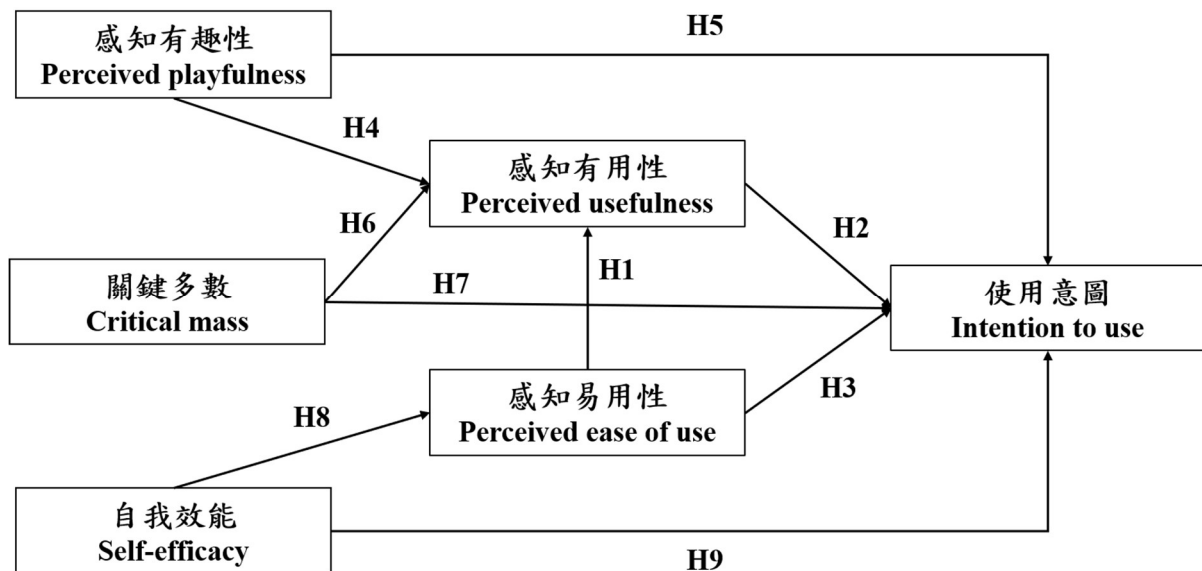 感知有趣性
Perceived playfulness
H5
H4
感知有用性
Perceived usefulness
H6
H2
關鍵多數
Critical mass
H7
H1
使用意圖
Intention to use
感知易用性
Perceived ease of use
H3
H8
自我效能
Self-efficacy
H9